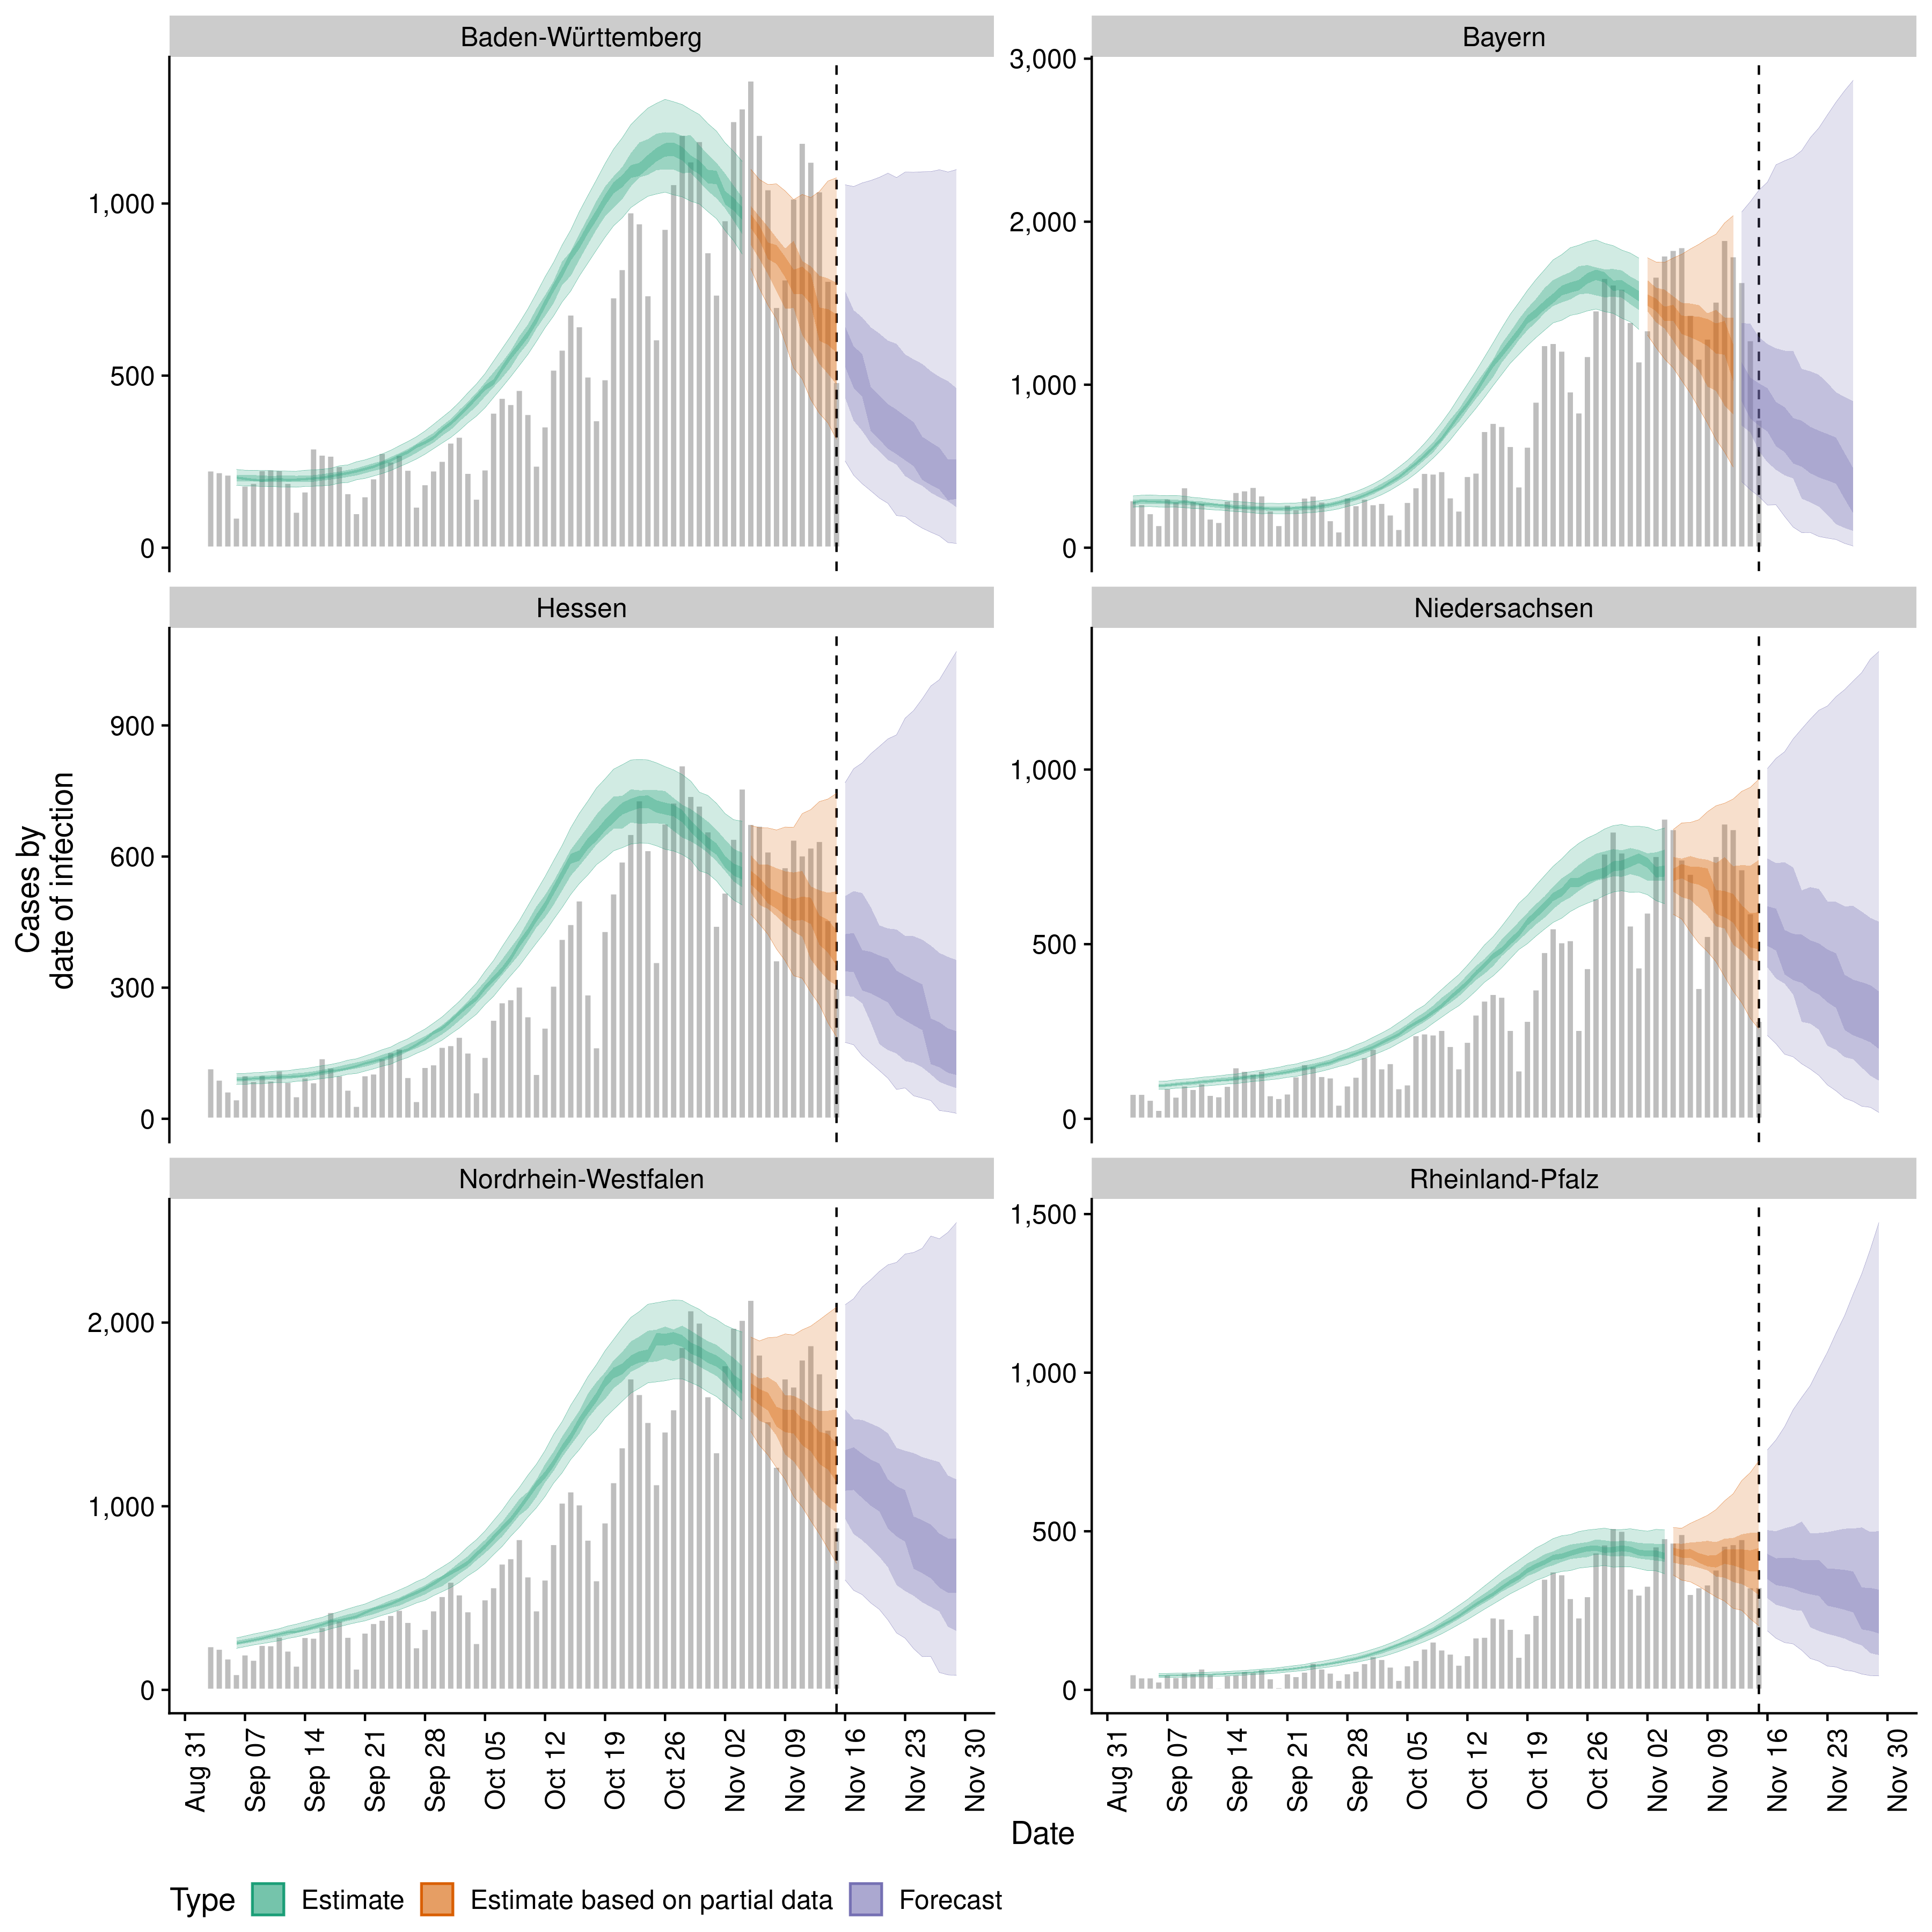 Baden-Württemberg
Bayern
1,000
500
0
3,000
2,000
1,000
0
Hessen
Niedersachsen
900
600
300
0
1,000
500
0
Nordrhein-Westfalen
Rheinland-Pfalz
2,000
1,000
0
1,500
1,000
500
0
Cases by
date of infection
Aug 31
Sep 07
Sep 14
Sep 21
Sep 28
Oct 05
Oct 12
Oct 19
Oct 26
Nov 02
Nov 09
Nov 16
Nov 23
Nov 30
Aug 31
Sep 07
Sep 14
Sep 21
Sep 28
Oct 05
Oct 12
Oct 19
Oct 26
Nov 02
Nov 09
Nov 16
Nov 23
Nov 30
Date
Type Estimate Estimate based on partial data Forecast